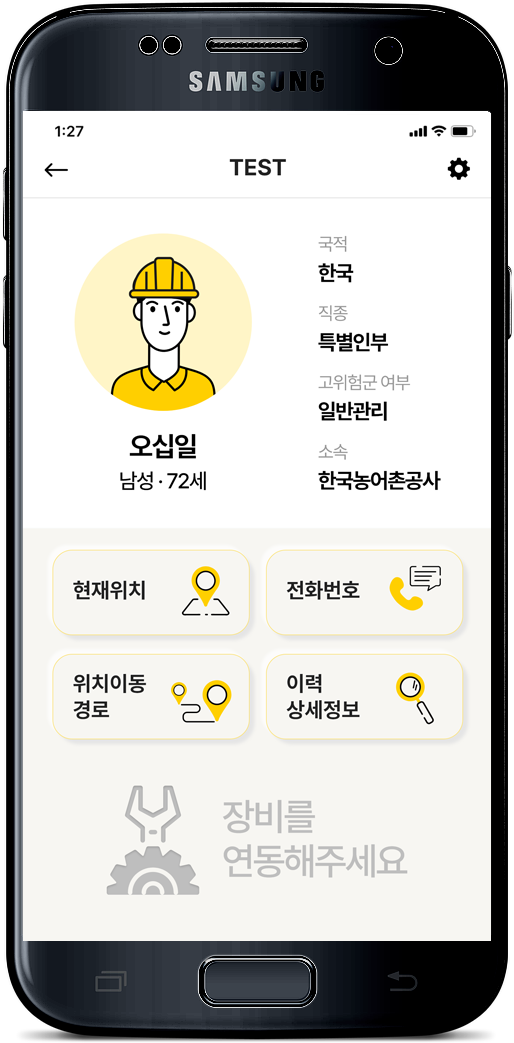 SAMSUNG
1:27
TEST
국적
한국
직종
특별인부
고위험군 여부
일반관리
소속
한국농어촌공사
오십일
남성 · 72세
현재위치
전화번호
위치이동
경로
이력
상세정보
장비를
연동해주세요